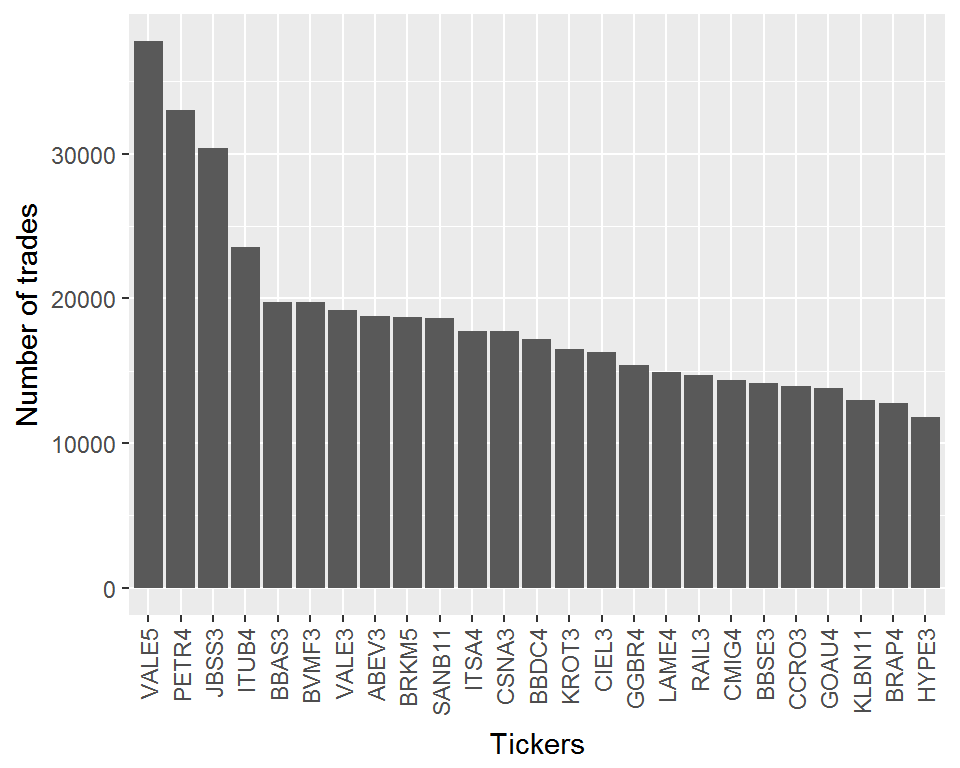 Number of trades
30000
20000
10000
0
VALE5
PETR4
JBSS3
ITUB4
BBAS3
BVMF3
VALE3
ABEV3
BRKM5
SANB11
ITSA4
CSNA3
BBDC4
KROT3
CIEL3
GGBR4
LAME4
RAIL3
CMIG4
BBSE3
CCRO3
GOAU4
KLBN11
BRAP4
HYPE3
Tickers